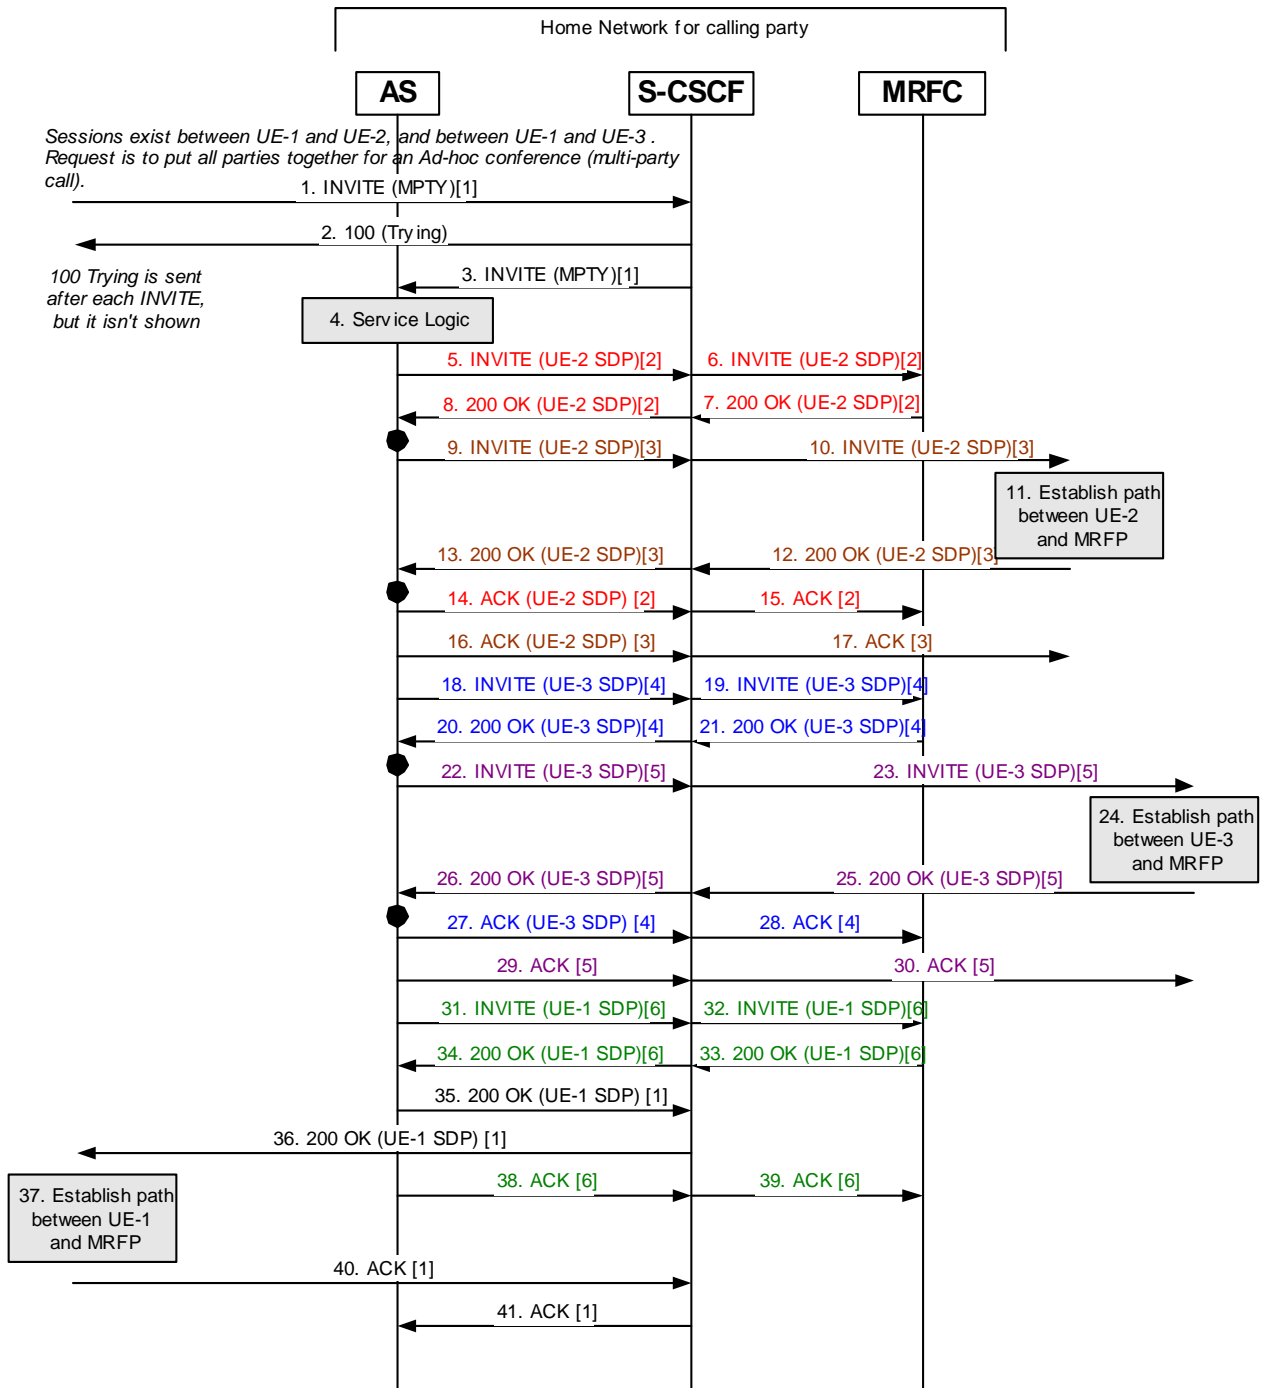 Home Network for calling party
AS
S-CSCF
MRFC
Sessions exist between UE-1 and UE-2, and between UE-1 and UE-3 .
Request is to put all parties together for an Ad-hoc conference (multi-party
call).
1. INVITE (MPTY)[1]
2. 100 (Trying)
100 Trying is sent
after each INVITE,
but it isn't shown
3. INVITE (MPTY)[1]
4. Service Logic
5. INVITE (UE-2 SDP)[2]
6. INVITE (UE-2 SDP)[2]
8. 200 OK (UE-2 SDP)[2]
7. 200 OK (UE-2 SDP)[2]
9. INVITE (UE-2 SDP)[3]
10. INVITE (UE-2 SDP)[3]
11. Establish path
between UE-2
and MRFP
13. 200 OK (UE-2 SDP)[3]
12. 200 OK (UE-2 SDP)[3]
14. ACK (UE-2 SDP) [2]
15. ACK [2]
16. ACK (UE-2 SDP) [3]
17. ACK [3]
18. INVITE (UE-3 SDP)[4]
19. INVITE (UE-3 SDP)[4]
20. 200 OK (UE-3 SDP)[4]
21. 200 OK (UE-3 SDP)[4]
22. INVITE (UE-3 SDP)[5]
23. INVITE (UE-3 SDP)[5]
24. Establish path
between UE-3
and MRFP
26. 200 OK (UE-3 SDP)[5]
25. 200 OK (UE-3 SDP)[5]
27. ACK (UE-3 SDP) [4]
28. ACK [4]
29. ACK [5]
30. ACK [5]
31. INVITE (UE-1 SDP)[6]
32. INVITE (UE-1 SDP)[6]
34. 200 OK (UE-1 SDP)[6]
33. 200 OK (UE-1 SDP)[6]
35. 200 OK (UE-1 SDP) [1]
36. 200 OK (UE-1 SDP) [1]
37. Establish path
between UE-1
and MRFP
38. ACK [6]
39. ACK [6]
40. ACK [1]
41. ACK [1]